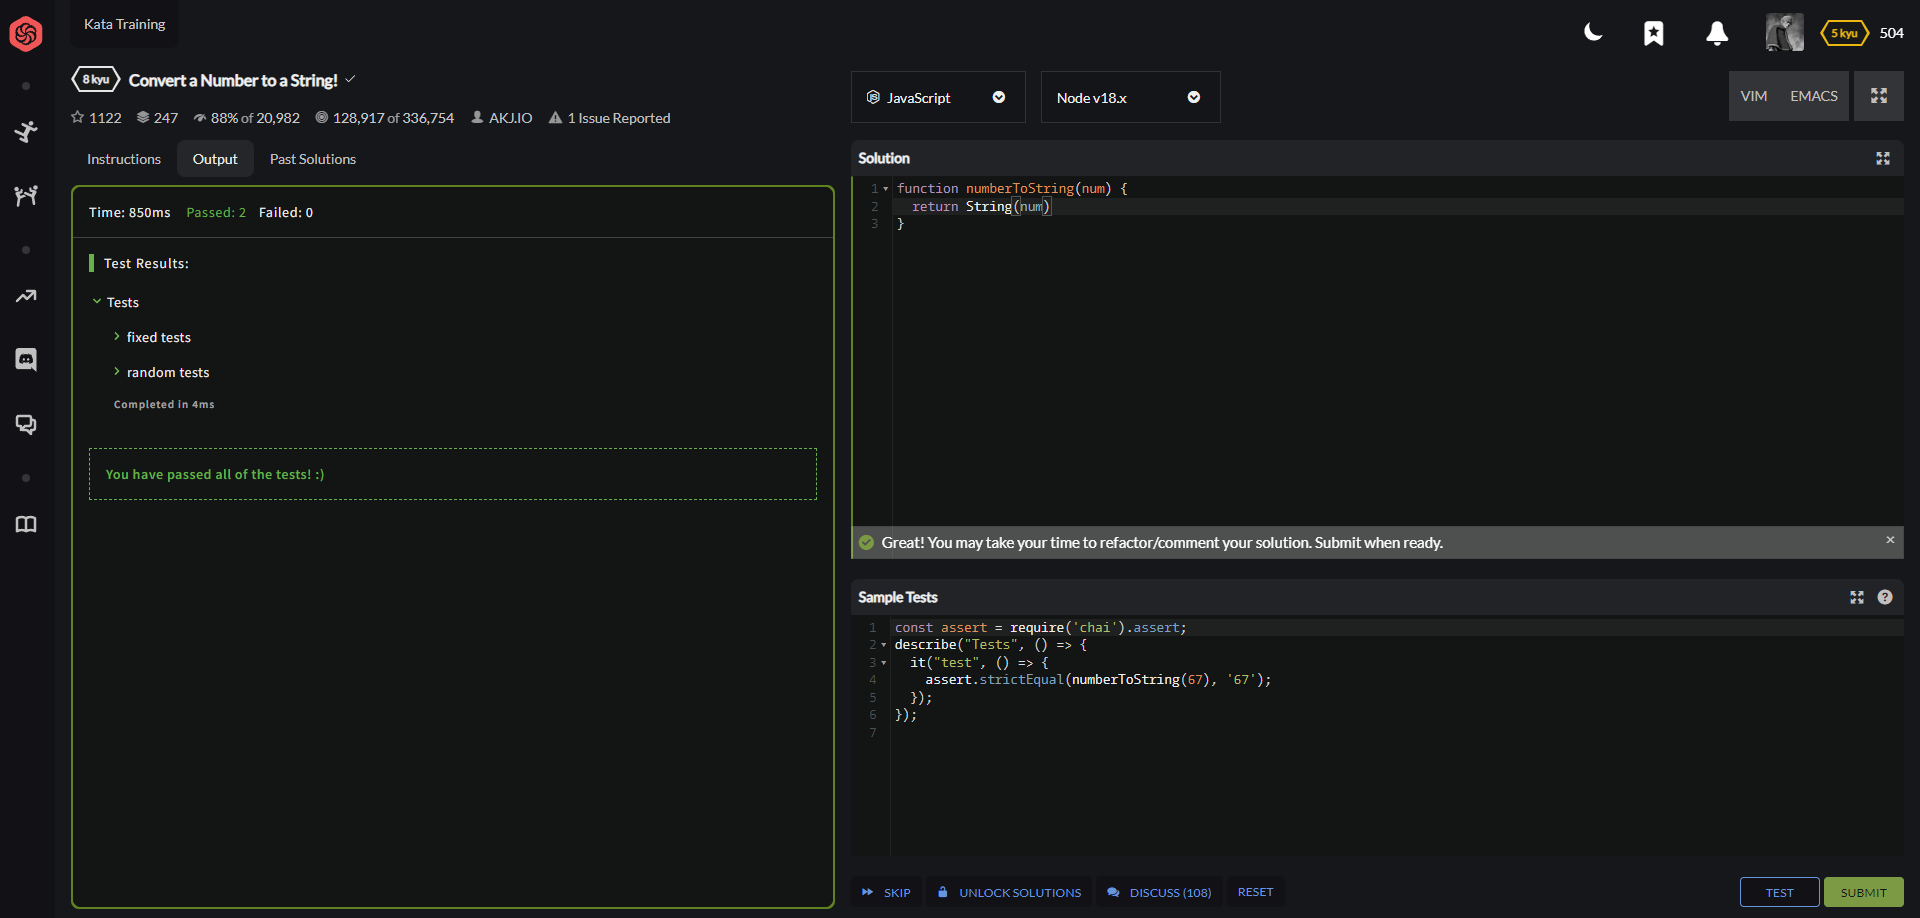 Kata Training
5 kyu 504
8 kyu Convert a Number to a String!
1122 247 88% of 20,982 128,917 of 336,754 AKJ.IO 1 Issue Reported
Instructions Output Past Solutions
Time: 850ms Passed: 2 Failed: 0
Test Results:
Tests
fixed tests
random tests
Completed in 4ms
You have passed all of the tests! :)
JavaScript Node v18.x VIM EMACS
Solution
1 function numberToString(num) {
2 return String(num)
3 }
Great! You may take your time to refactor/comment your solution. Submit when ready. ×
Sample Tests
1 const assert = require('chai').assert;
2 describe("Tests", () => {
3 it("test", () => {
4 assert.strictEqual(numberToString(67), '67');
5 });
6 });
7
SKIP UNLOCK SOLUTIONS DISCUSS (108) RESET TEST SUBMIT